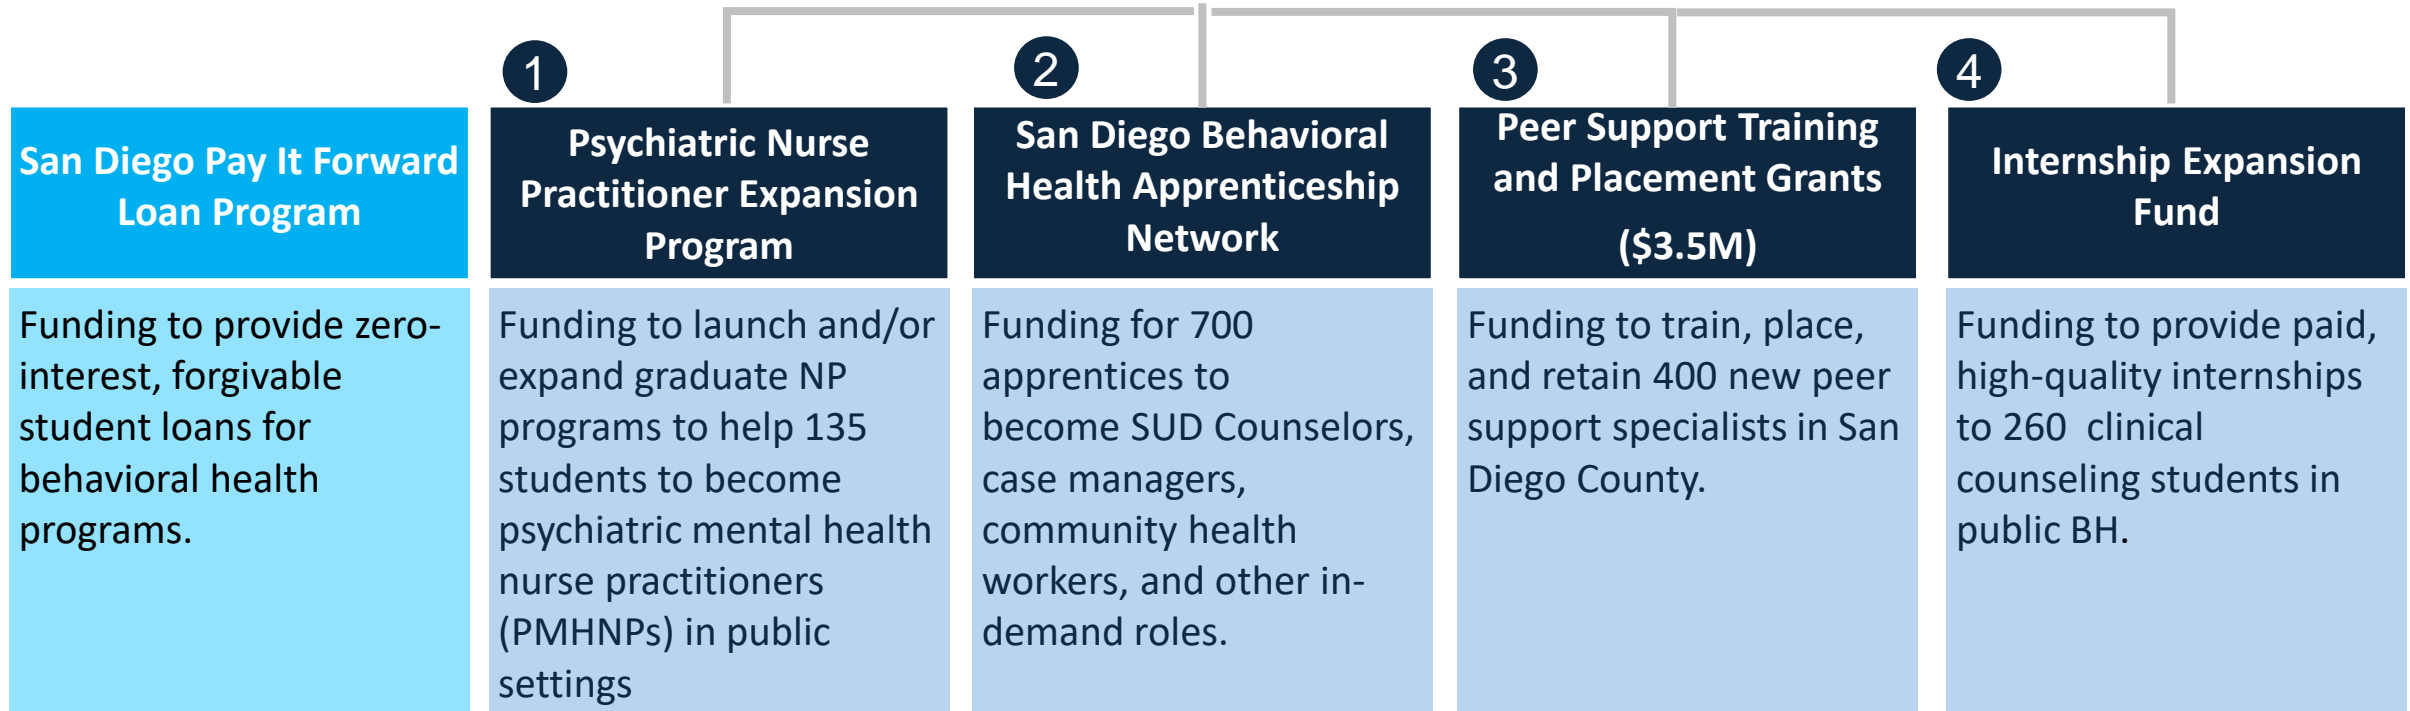 San Diego Pay It Forward
Loan Program
Funding to provide zero-
interest, forgivable
student loans for
behavioral health
programs.
1
Psychiatric Nurse
Practitioner Expansion
Program
Funding to launch and/or
expand graduate NP
programs to help 135
students to become
psychiatric mental health
nurse practitioners
(PMHNPs) in public
settings
2
San Diego Behavioral
Health Apprenticeship
Network
Funding for 700
apprentices to
become SUD Counselors,
case managers,
community health
workers, and other in-
demand roles.
3
Peer Support Training
and Placement Grants
($3.5M)
Funding to train, place,
and retain 400 new peer
support specialists in San
Diego County.
4
Internship Expansion
Fund
Funding to provide paid,
high-quality internships
to 260  clinical
counseling students in
public BH.